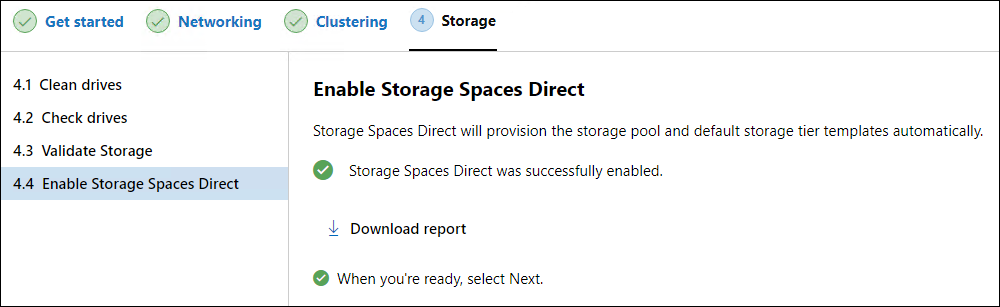 Get started Networking Clustering 4 Storage
4.1 Clean drives
4.2 Check drives
4.3 Validate Storage
4.4 Enable Storage Spaces Direct
Enable Storage Spaces Direct
Storage Spaces Direct will provision the storage pool and default storage tier templates automatically.
Storage Spaces Direct was successfully enabled.
Download report
When you're ready, select Next.